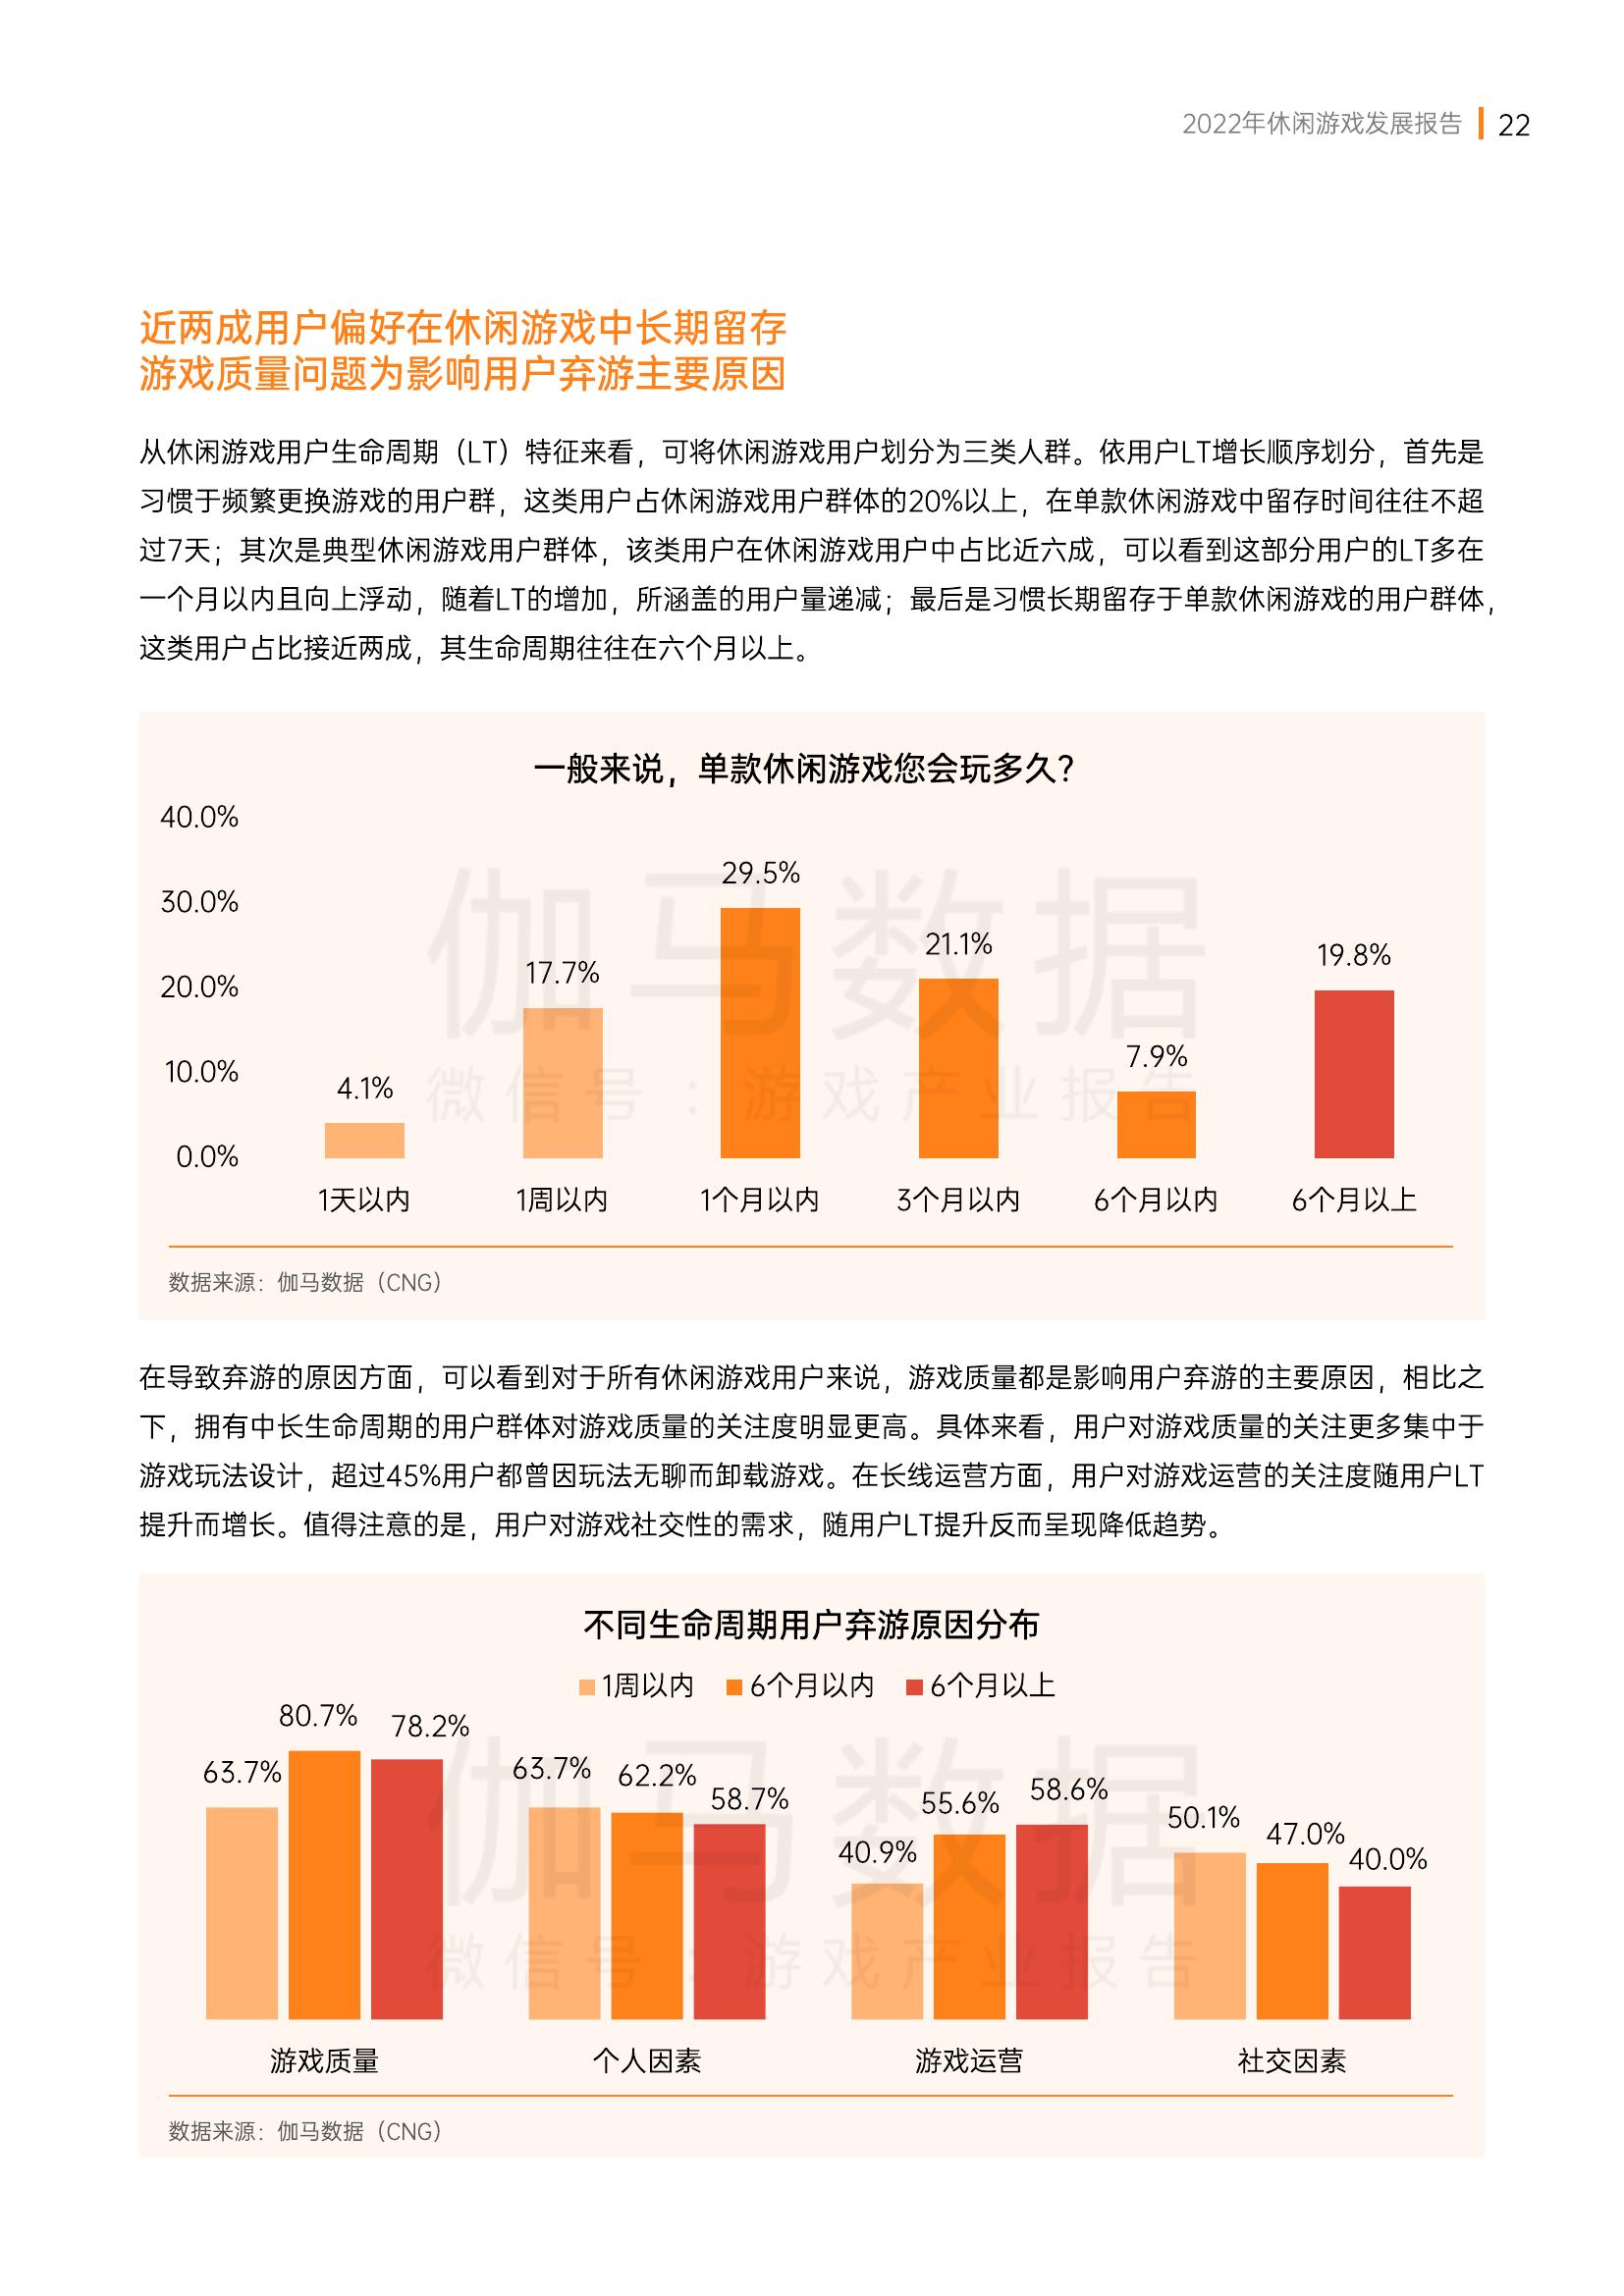 2022年休闲游戏发展报告 22
近两成用户偏好在休闲游戏中长期留存
游戏质量问题为影响用户弃游主要原因
从休闲游戏用户生命周期（LT）特征来看，可将休闲游戏用户划分为三类人群。依用户LT增长顺序划分，首先是
习惯于频繁更换游戏的用户群，这类用户占休闲游戏用户群体的20%以上，在单款休闲游戏中留存时间往往不超
过7天；其次是典型休闲游戏用户群体，该类用户在休闲游戏用户中占比近六成，可以看到这部分用户的LT多在
一个月以内且向上浮动，随着LT的增加，所涵盖的用户量递减；最后是习惯长期留存于单款休闲游戏的用户群体，
这类用户占比接近两成，其生命周期往往在六个月以上。
一般来说，单款休闲游戏您会玩多久？
40.0%
30.0%
20.0%
10.0%
0.0%
4.1% 17.7% 29.5% 21.1% 7.9% 19.8%
1天以内 1周以内 1个月以内 3个月以内 6个月以内 6个月以上
伽马数据
微信号：游戏产业报告
数据来源：伽马数据（CNG）
在导致弃游的原因方面，可以看到对于所有休闲游戏用户来说，游戏质量都是影响用户弃游的主要原因，相比之
下，拥有中长生命周期的用户群体对游戏质量的关注度明显更高。具体来看，用户对游戏质量的关注更多集中于
游戏玩法设计，超过45%用户都曾因玩法无聊而卸载游戏。在长线运营方面，用户对游戏运营的关注度随用户LT
提升而增长。值得注意的是，用户对游戏社交性的需求，随用户LT提升反而呈现降低趋势。
不同生命周期用户弃游原因分布
1周以内 6个月以内 6个月以上
63.7% 80.7% 78.2%
63.7% 62.2% 58.7%
40.9% 55.6% 58.6%
50.1% 47.0% 40.0%
游戏质量 个人因素 游戏运营 社交因素
伽马数据
微信号：游戏产业报告
数据来源：伽马数据（CNG）